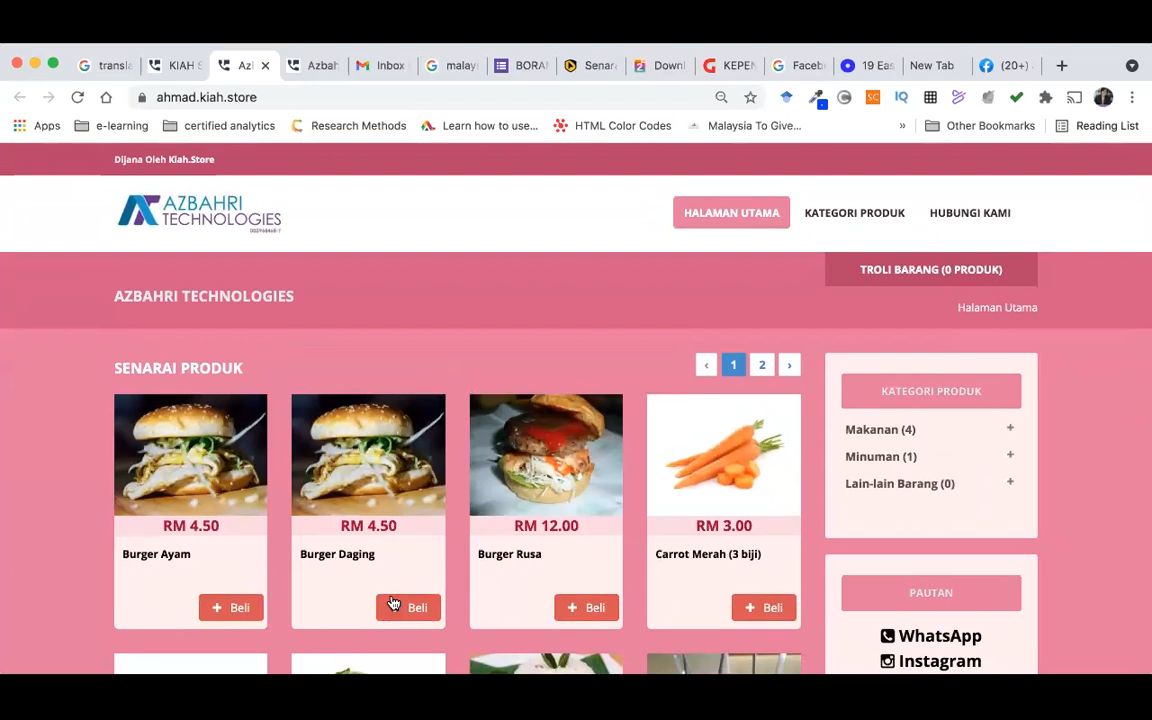 transla
KIAH S
Azl
Azbah
Inbox
malay
BORAN
Senar
Downl
KEPEN
Faceb
19 Eas
New Tab
(20+)
ahmad.kiah.store
Apps
e-learning
certified analytics
Research Methods
Learn how to use...
HTML Color Codes
Malaysia To Give...
»
Other Bookmarks
Reading List
Dijana Oleh Kiah.Store
AZBAHRI
TECHNOLOGIES
HALAMAN UTAMA
KATEGORI PRODUK
HUBUNGI KAMI
TROLI BARANG (0 PRODUK)
AZBAHRI TECHNOLOGIES
Halaman Utama
SENARAI PRODUK
‹ 1 2 ›
KATEGORI PRODUK
Makanan (4) +
Minuman (1) +
Lain-lain Barang (0) +
RM 4.50
Burger Ayam
+ Beli
RM 4.50
Burger Daging
Beli
RM 12.00
Burger Rusa
+ Beli
RM 3.00
Carrot Merah (3 biji)
+ Beli
PAUTAN
WhatsApp
Instagram